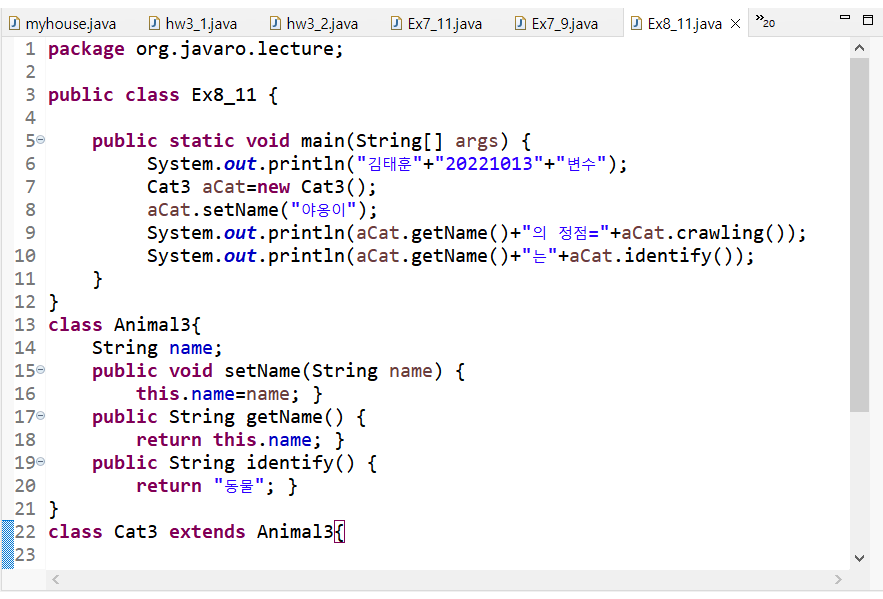 myhouse.java hw3_1.java hw3_2.java Ex7_11.java Ex7_9.java Ex8_11.java »20
1 package org.javaro.lecture;
2
3 public class Ex8_11 {
4
5 public static void main(String[] args) {
6 System.out.println("김태훈"+"20221013"+"변수");
7 Cat3 aCat=new Cat3();
8 aCat.setName("야옹이");
9 System.out.println(aCat.getName()+"의 정점="+aCat.crawling());
10 System.out.println(aCat.getName()+"는"+aCat.identify());
11 }
12 }
13 class Animal3{
14 String name;
15 public void setName(String name) {
16 this.name=name; }
17 public String getName() {
18 return this.name; }
19 public String identify() {
20 return "동물"; }
21 }
22 class Cat3 extends Animal3{
23